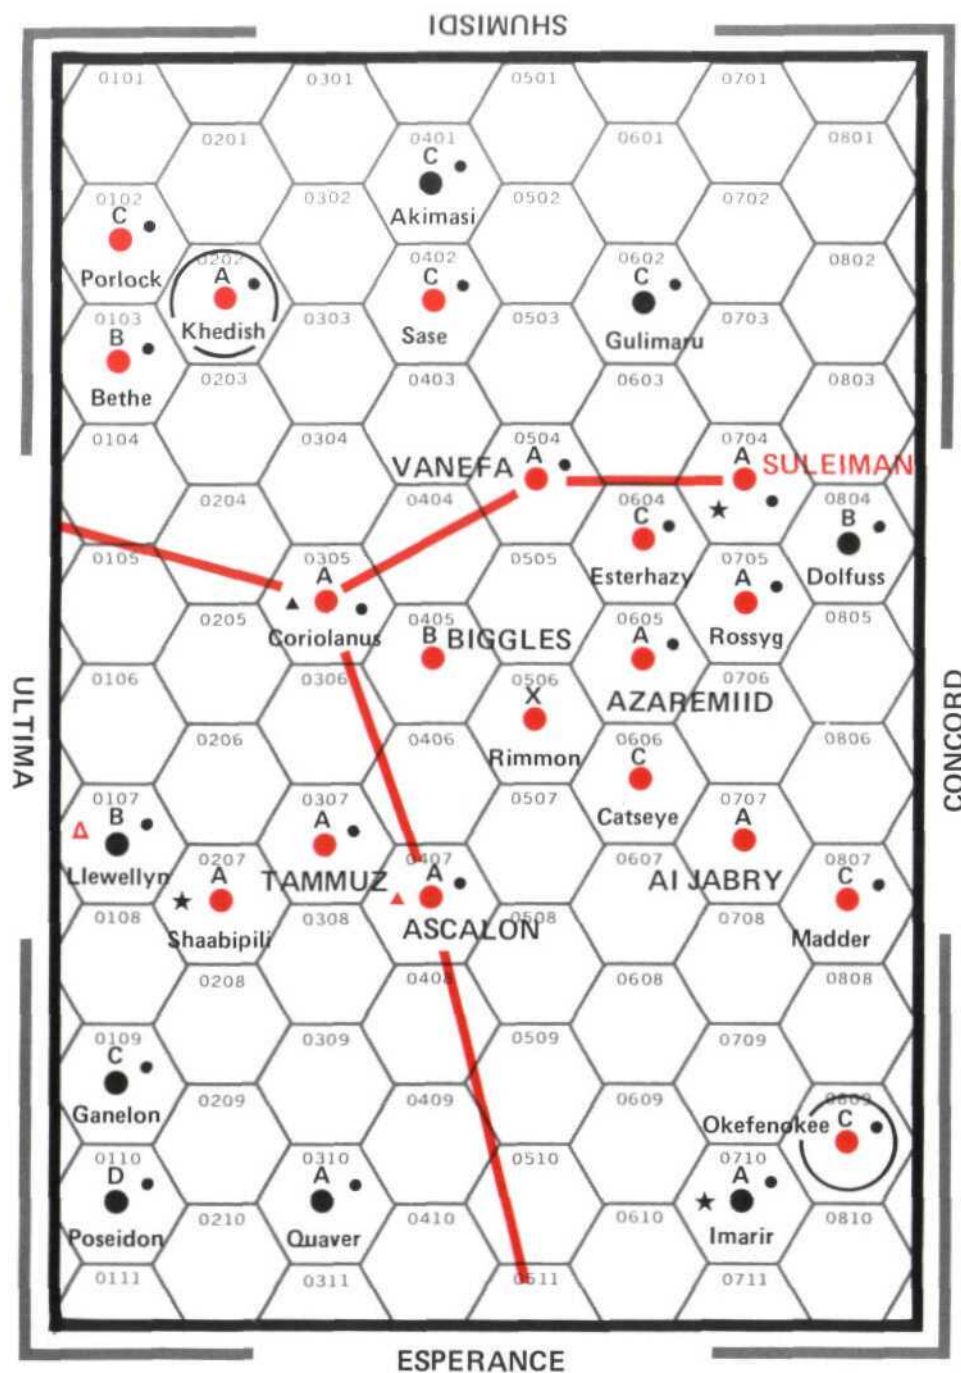 SHUMISDI
0101 0301 0501 0701
0201 0401 0601 0801
C
0102 0302 0502 0702
Akimasi
C
0202 0402 0602 0802
A C C
Porlock
0103 0303 0503 0703
Khedish Sase Gulimaru
B
0203 0403 0603 0803
Bethe
0104 0304 0504 0704
VANEFA A A SULEIMAN
0204 0404 0604 0804
C B
0105 0305 0505 0705
A Esterhazy A Dolfuss
0205 0405 0605 0805
Coriolanus B BIGGLES A Rossyg
0106 0306 0506 0706
ULTIMA
CONCORD
X AZAREMIID
0206 0406 0606 0806
Rimmon C
0107 0307 0507 0707
B A Catseye A
0207 0407 0607 0807
Llewellyn A TAMMUZ A AI JABRY C
0108 0308 0508 0708
Shaabipili ASCALON Madder
0208 0408 0608 0808
0109 0309 0509 0709
C
0209 0409 0609 0809
Ganelon Okefenokee C
0110 0310 0510 0710
D A A
0210 0410 0610 0810
Poseidon Quaver Imarir
0111 0311 0511 0711
ESPERANCE